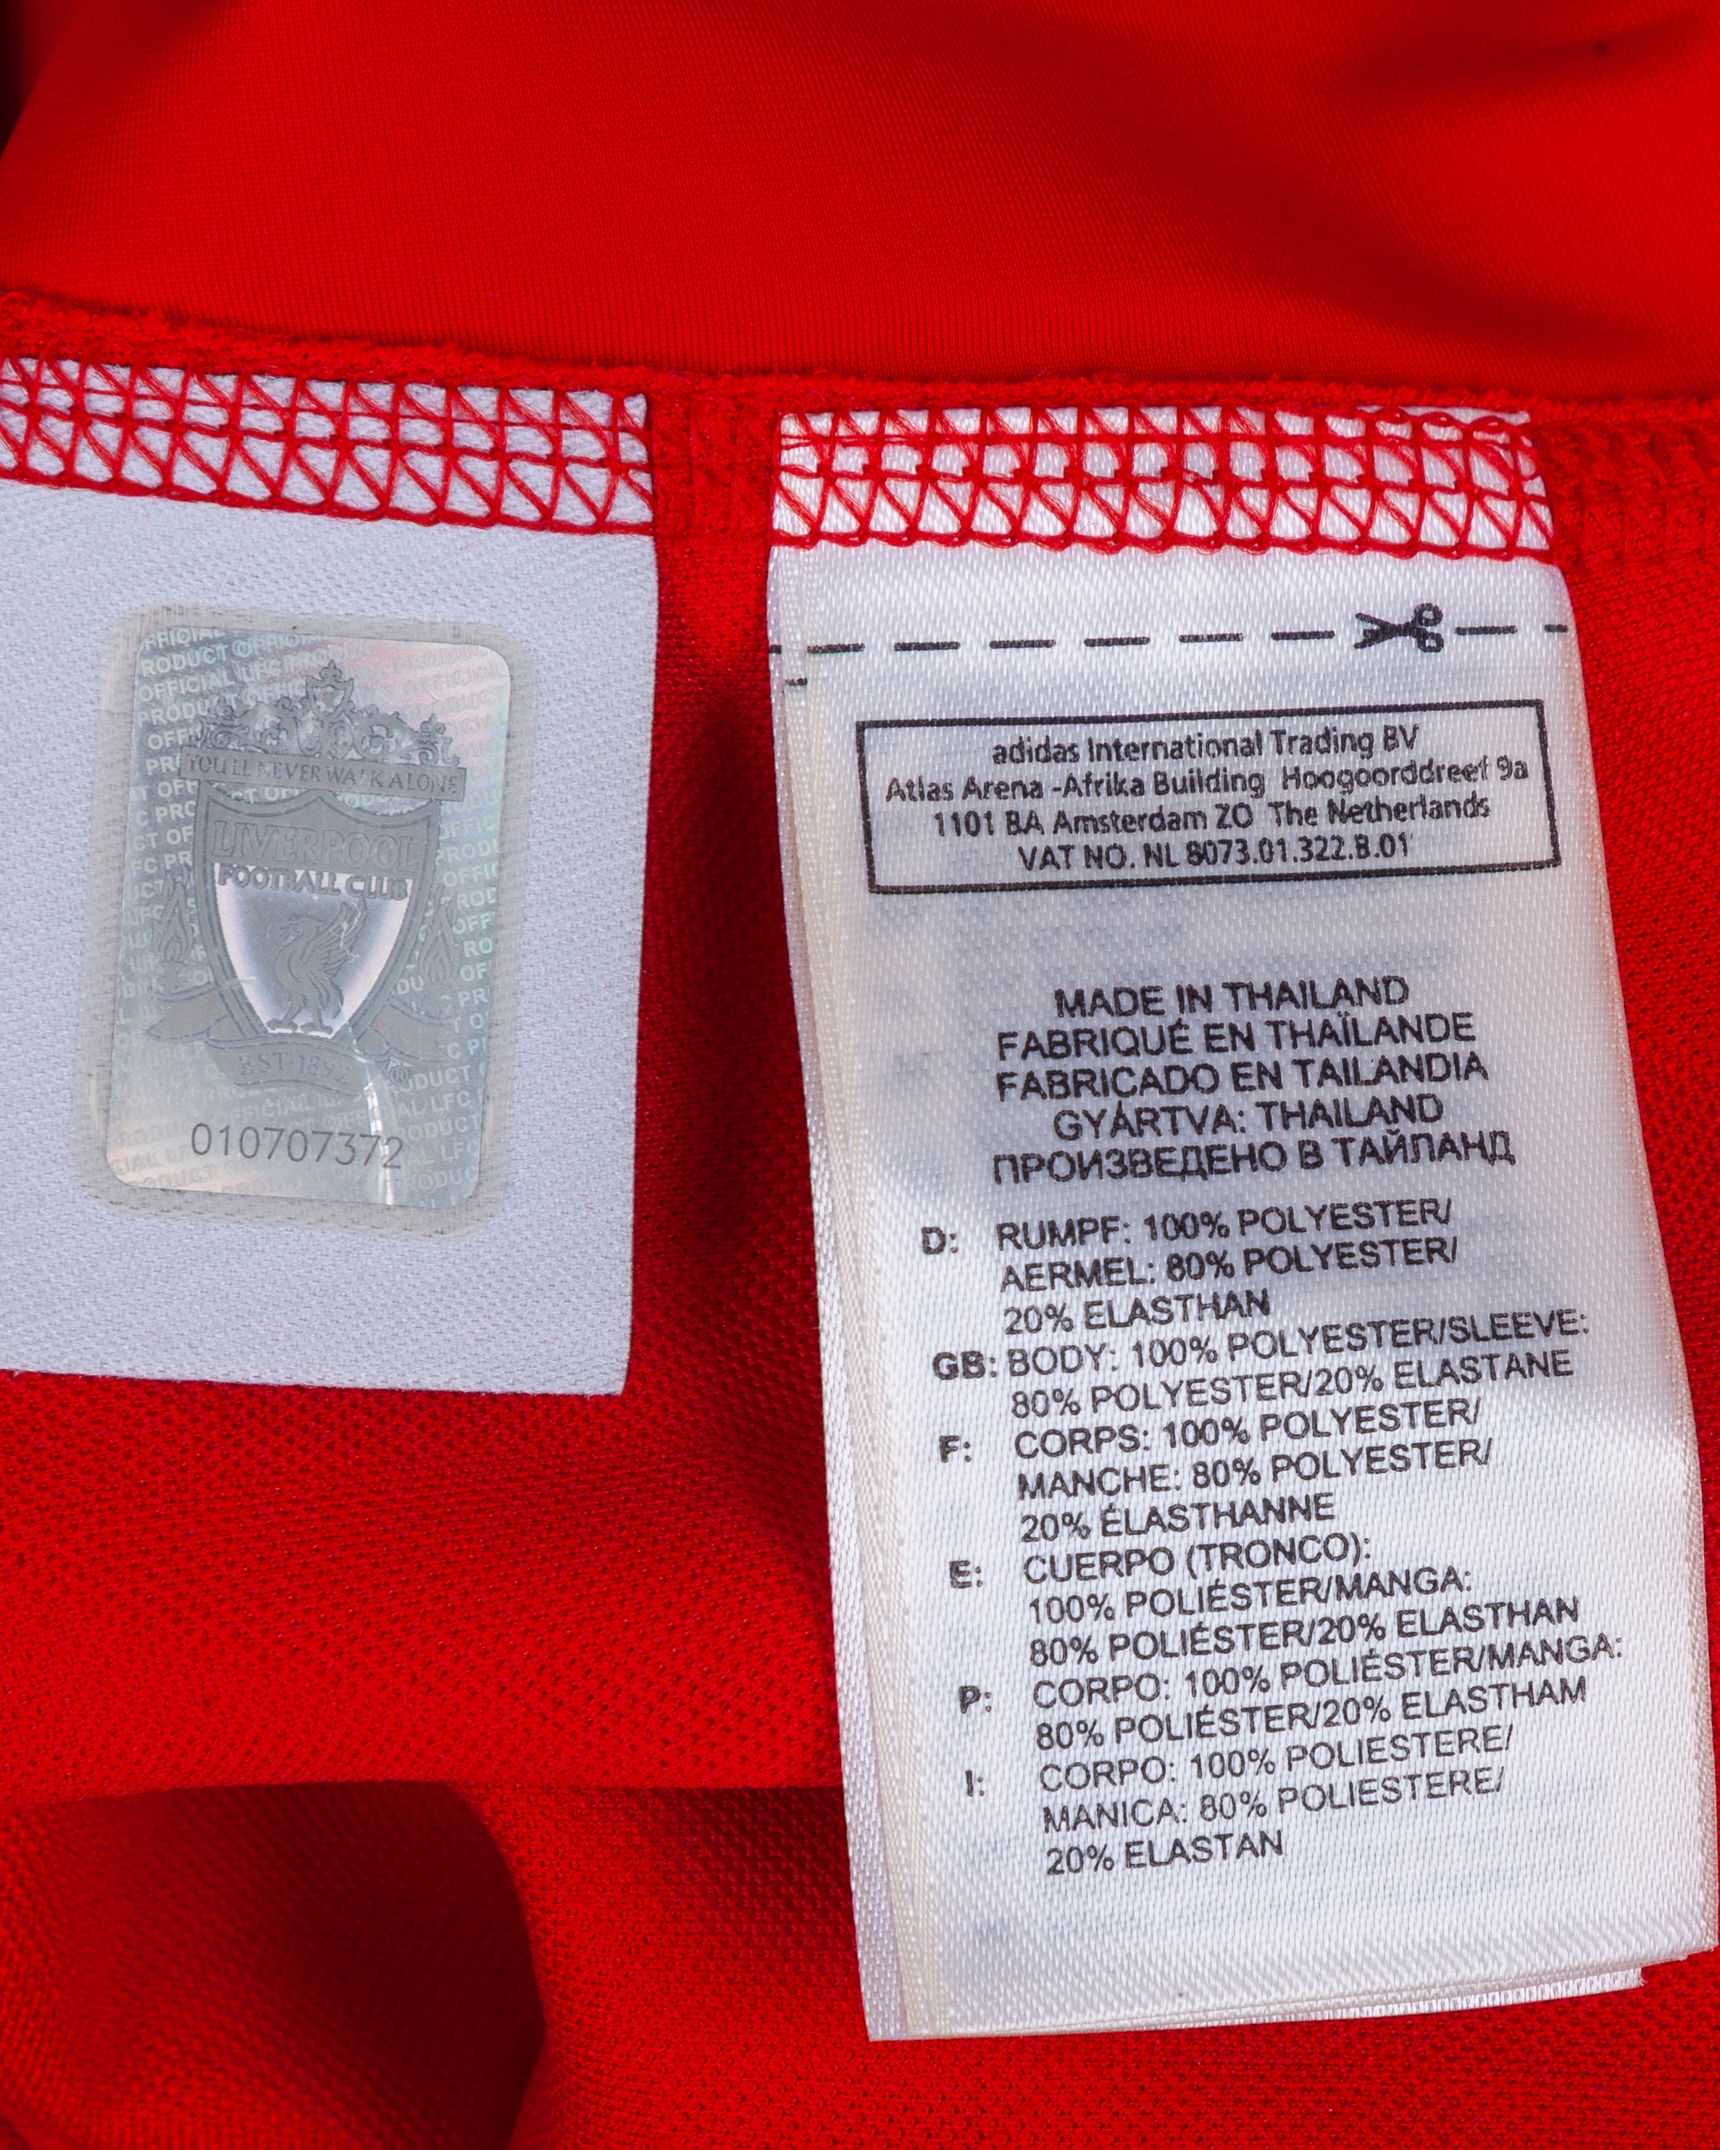 YOU'LL NEVER WALK ALONE
LIVERPOOL
FOOTBALL CLUB
EST·1892
010707372
adidas International Trading BV
Atlas Arena -Afrika Building Hoogoorddreef 9a
1101 BA Amsterdam ZO The Netherlands
VAT NO. NL 8073.01.322.B.01
MADE IN THAILAND
FABRIQUÉ EN THAÏLANDE
FABRICADO EN TAILANDIA
GYÁRTVA: THAILAND
ПРОИЗВЕДЕНО В ТАЙЛАНД
D: RUMPF: 100% POLYESTER/
AERMEL: 80% POLYESTER/
20% ELASTHAN
GB: BODY: 100% POLYESTER/SLEEVE:
80% POLYESTER/20% ELASTANE
F: CORPS: 100% POLYESTER/
MANCHE: 80% POLYESTER/
20% ÉLASTHANNE
E: CUERPO (TRONCO):
100% POLIÉSTER/MANGA:
80% POLIÉSTER/20% ELASTHAN
P: CORPO: 100% POLIÉSTER/MANGA:
80% POLIÉSTER/20% ELASTHAM
I: CORPO: 100% POLIESTERE/
MANICA: 80% POLIESTERE/
20% ELASTAN